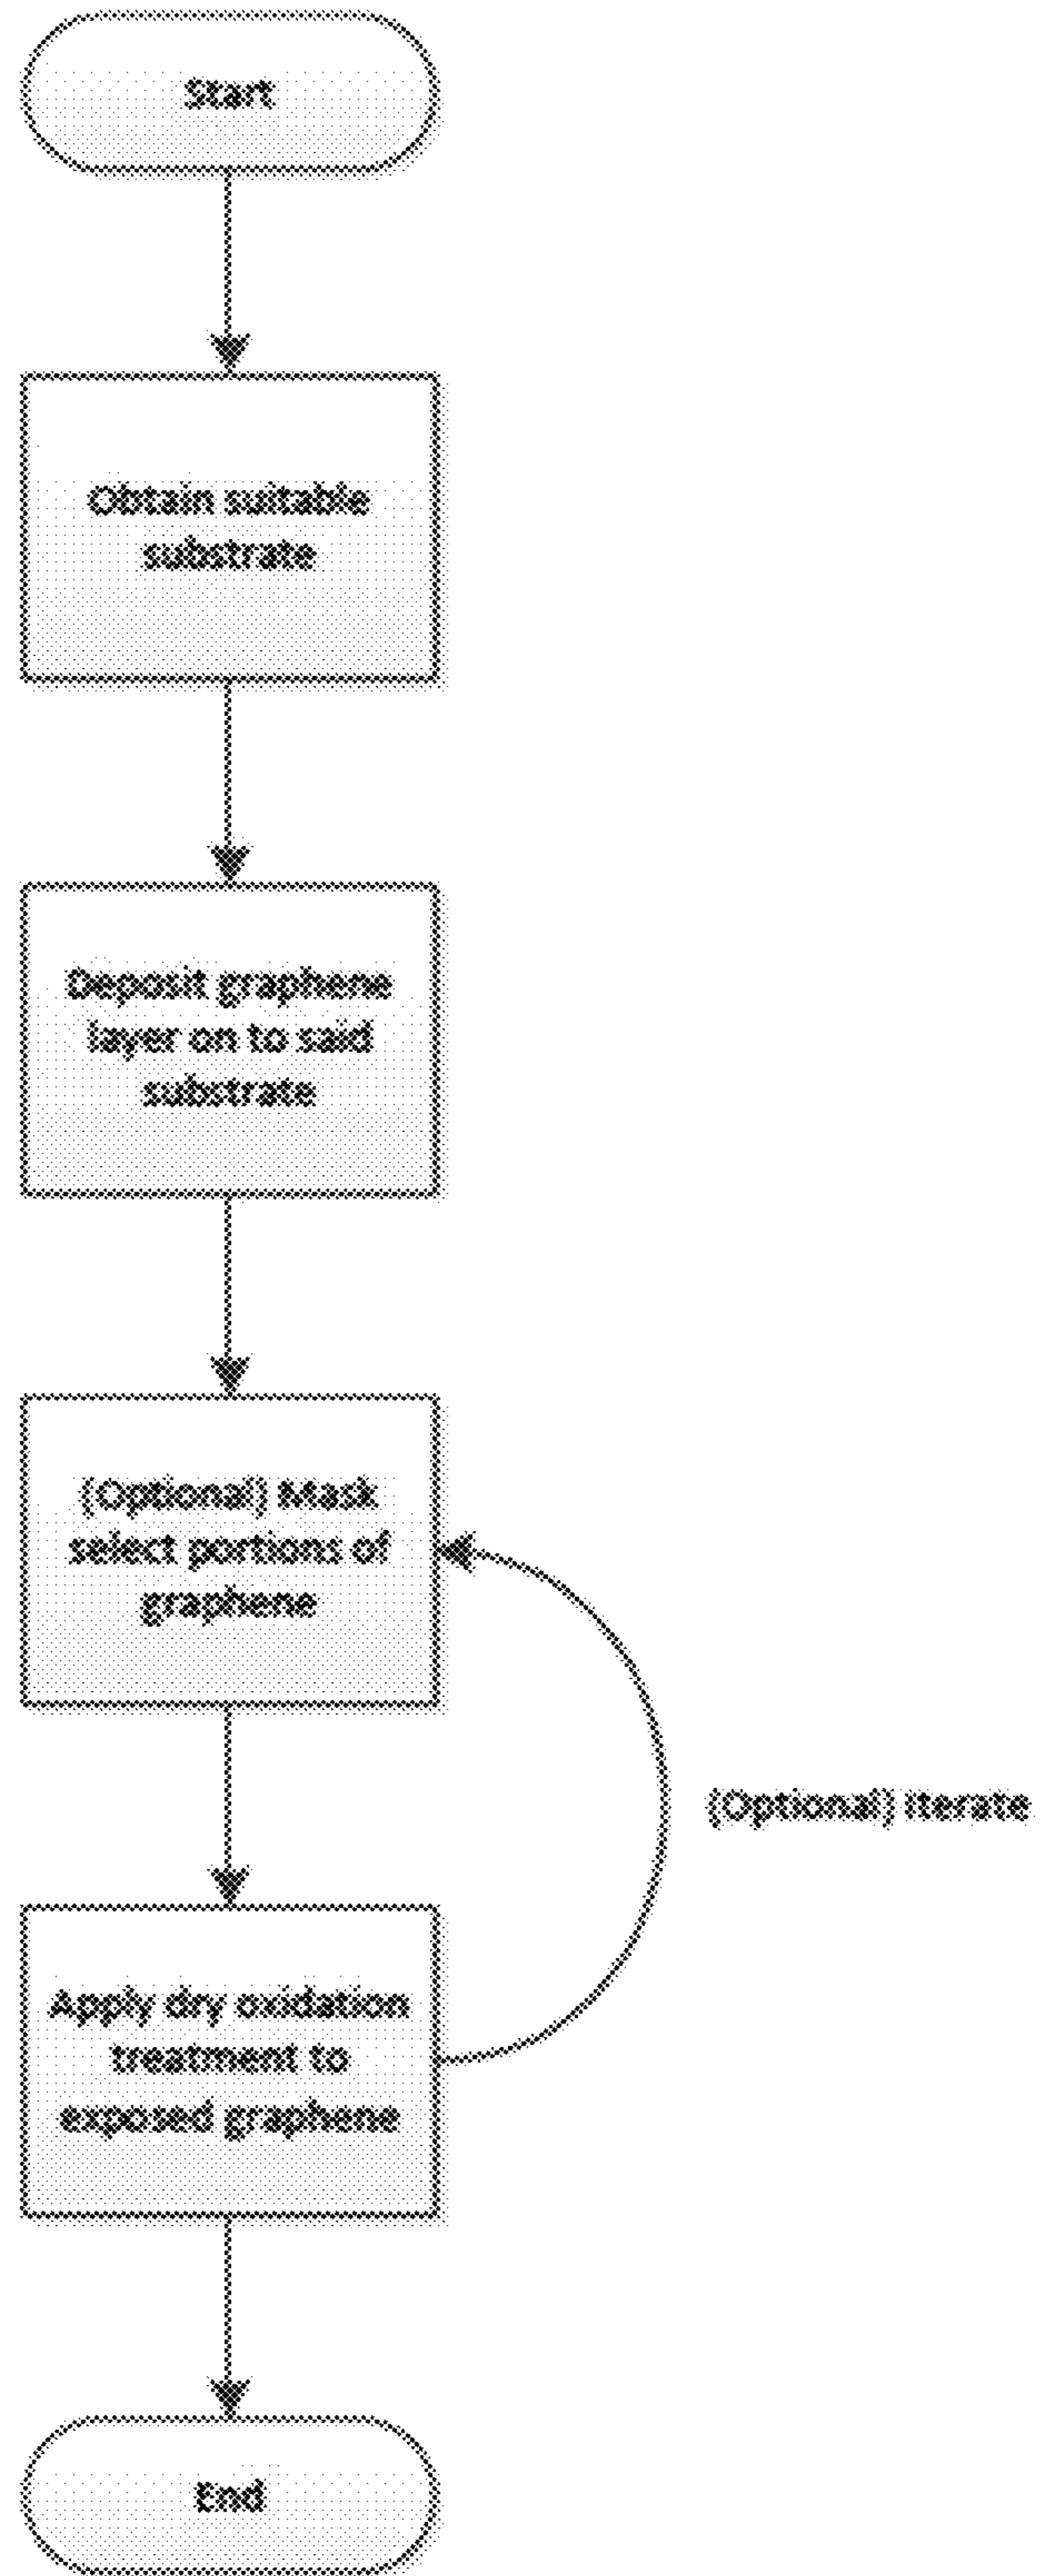 Start
Obtain suitable
substrate
Deposit graphene
layer on to said
substrate
(Optional) Mask
select portions of
graphene
(Optional) Iterate
Apply dry oxidation
treatment to
exposed graphene
End